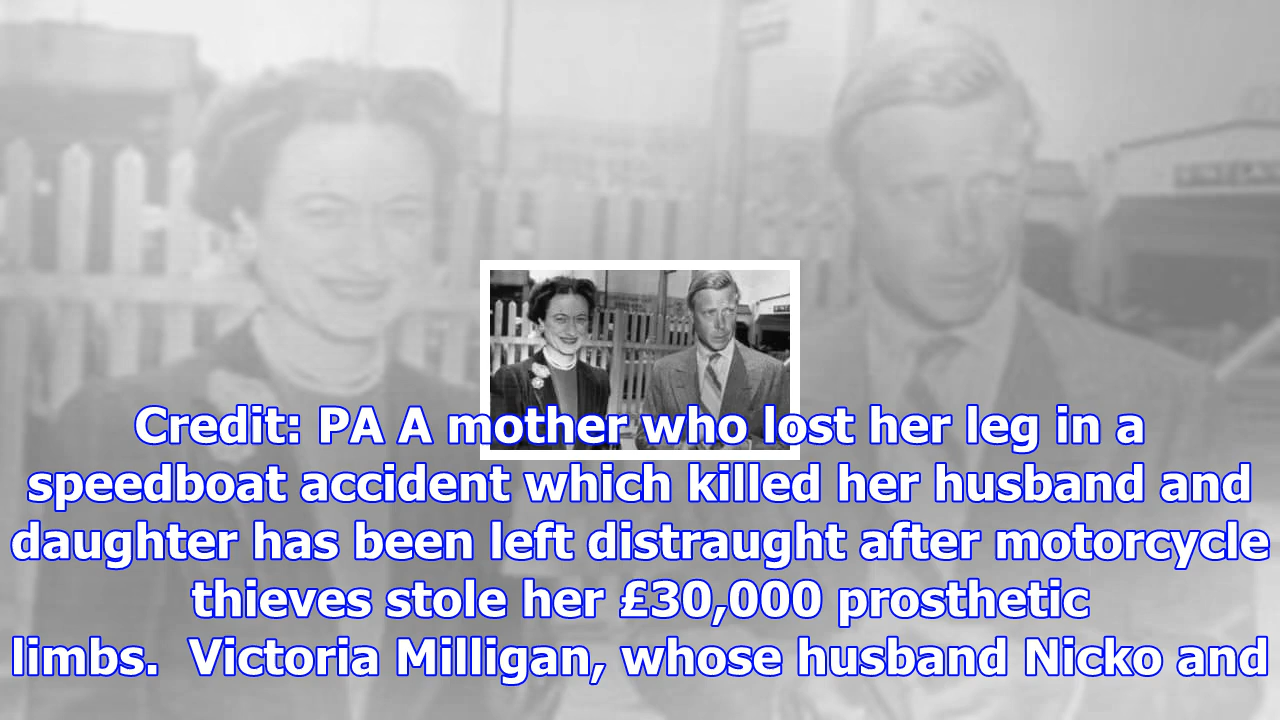 Credit: PA A mother who lost her leg in a
speedboat accident which killed her husband and
daughter has been left distraught after motorcycle
thieves stole her £30,000 prosthetic
limbs.  Victoria Milligan, whose husband Nicko and